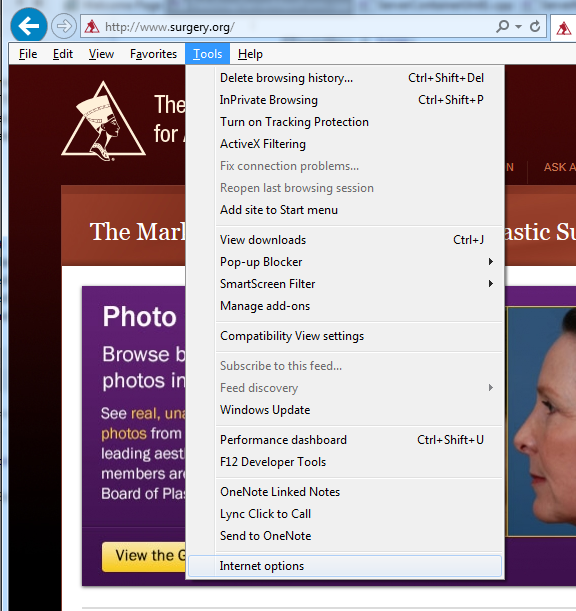 http://www.surgery.org/
File Edit View Favorites Tools Help
Delete browsing history... Ctrl+Shift+Del
InPrivate Browsing Ctrl+Shift+P
Turn on Tracking Protection
ActiveX Filtering
Fix connection problems...
Reopen last browsing session
Add site to Start menu
View downloads Ctrl+J
Pop-up Blocker
SmartScreen Filter
Manage add-ons
Compatibility View settings
Subscribe to this feed...
Feed discovery
Windows Update
Performance dashboard Ctrl+Shift+U
F12 Developer Tools
OneNote Linked Notes
Lync Click to Call
Send to OneNote
Internet options
The
for
N ASK A
The Mar astic Su
Photo
Browse b
photos in
See real, una
photos from
leading aest
members are
Board of Plas
View the G